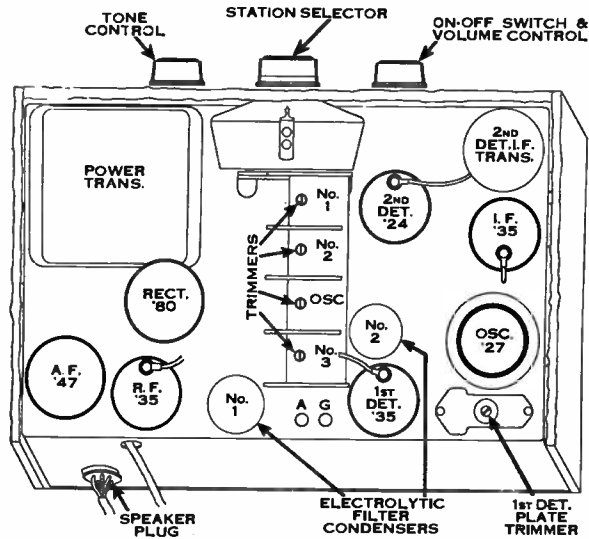 TONE
CONTROL
STATION SELECTOR
ON-OFF SWITCH &
VOLUME CONTROL
POWER
TRANS.
2ND
DET. I.F.
TRANS.
No.
1
2ND
DET.
'24
I.F.
'35
TRIMMERS
No.
2
RECT.
'80
OSC
No.
2
OSC.
'27
No.
3
A.F.
'47
R.F.
'35
No.
1
A G
1ST
DET.
'35
SPEAKER
PLUG
ELECTROLYTIC
FILTER
CONDENSERS
1ST DET.
PLATE
TRIMMER